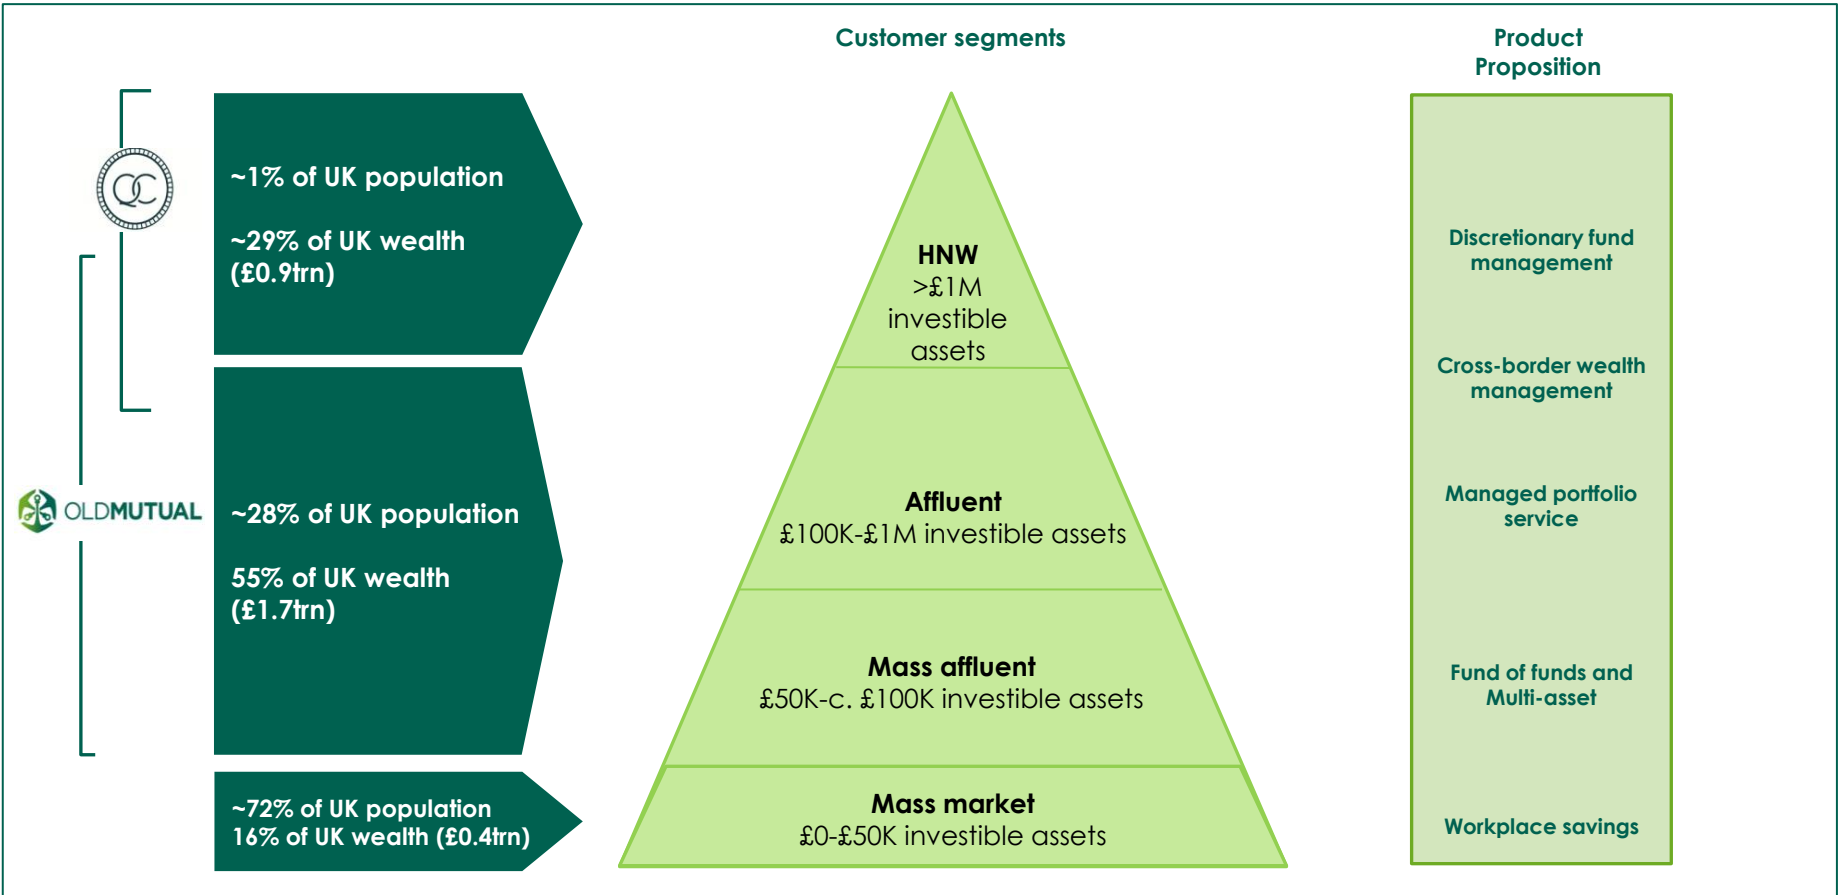 Customer segments
Product
Proposition
QC
~1% of UK population
~29% of UK wealth
(£0.9trn)
OLDMUTUAL
~28% of UK population
55% of UK wealth
(£1.7trn)
~72% of UK population
16% of UK wealth (£0.4trn)
HNW
>£1M
investible
assets
Affluent
£100K-£1M investible assets
Mass affluent
£50K-c. £100K investible assets
Mass market
£0-£50K investible assets
Discretionary fund
management
Cross-border wealth
management
Managed portfolio
service
Fund of funds and
Multi-asset
Workplace savings